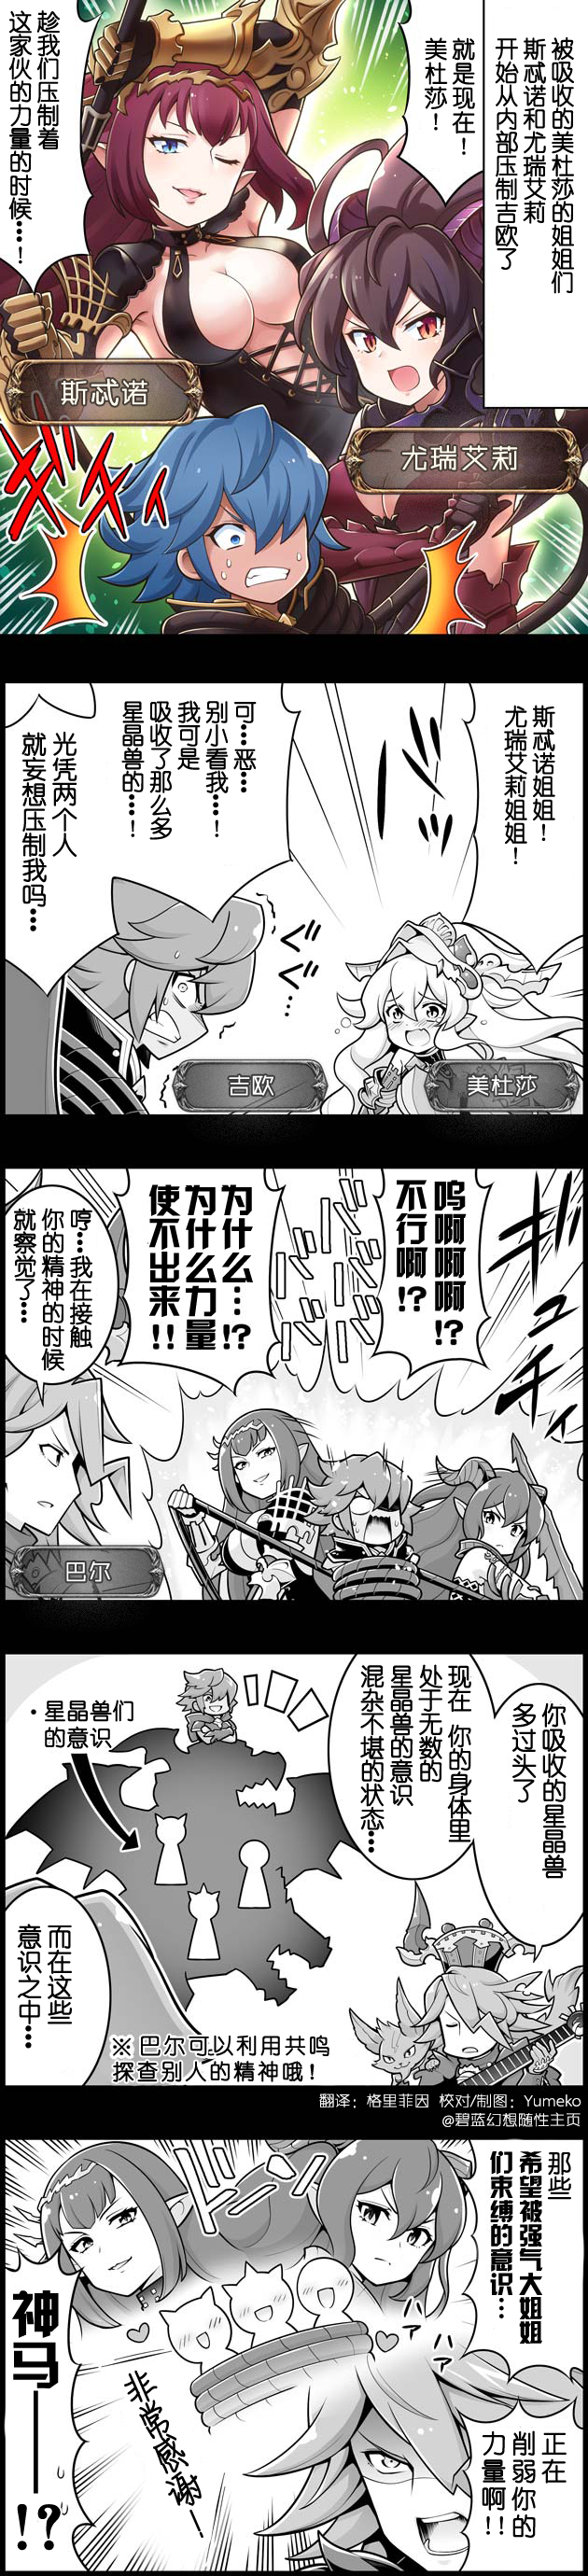 被吸收的美杜莎的姐姐们
斯忒诺和尤瑞艾莉
开始从内部压制吉欧了
就是现在！
美杜莎！
趁我们压制着
这家伙的力量的时候…！
斯忒诺
尤瑞艾莉
斯忒诺姐姐！
尤瑞艾莉姐姐！
可…恶…
别小看我…！
我可是
吸收了那么多
星晶兽的…！
光凭两个人
就妄想压制我吗…
ぐぐ…
吉欧
美杜莎
呜啊啊啊!?
不行啊!?
为什么…!?
为什么力量
使不出来!!
哼…我在接触
你的精神的时候
就察觉了…
巴尔
你吸收的星晶兽
多过头了
现在 你的身体里
处于无数的
星晶兽的意识
混杂不堪的状态…
・星晶兽们
的意识
而在这些
意识之中…
※ 巴尔可以利用共鸣
探查别人的精神哦！
翻译：格里菲因 校对/制图：Yumeko
@碧蓝幻想随性主页
那些
希望被强气大姐姐
们束缚的意识…
ドドン
ハァ
ハァ
非常感谢！
正在
削弱你的
力量啊!!
神马——!?